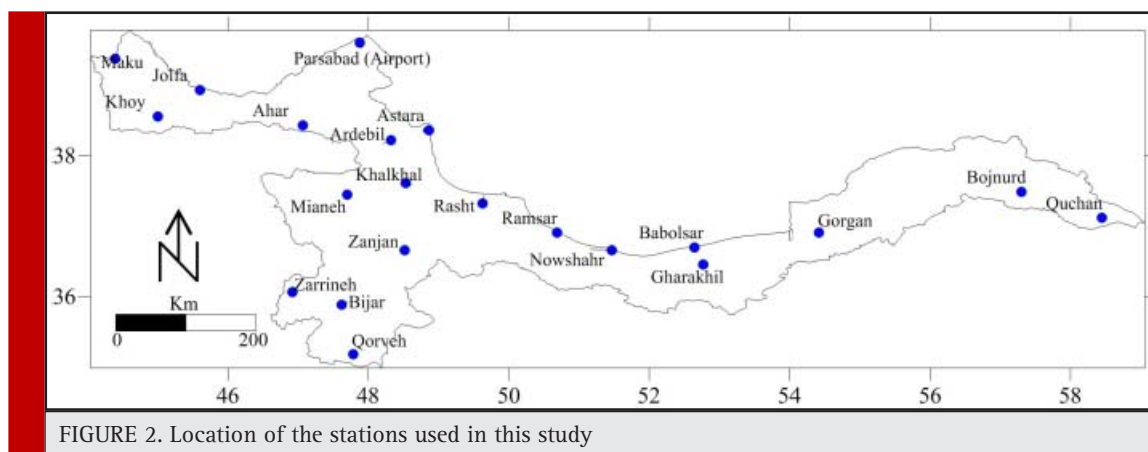 Maku
Parsabad (Airport)
Jolfa
Khoy
Ahar
Astara
Ardebil
38
Khalkhal
Mianeh
Rasht
Ramsar
Bojnurd
Quchan
Zanjan
Babolsar
Gorgan
Nowshahr
Gharakhil
N
36
Zarrineh
Km
Bijar
0 200
Qorveh
46 48 50 52 54 56 58
FIGURE 2. Location of the stations used in this study